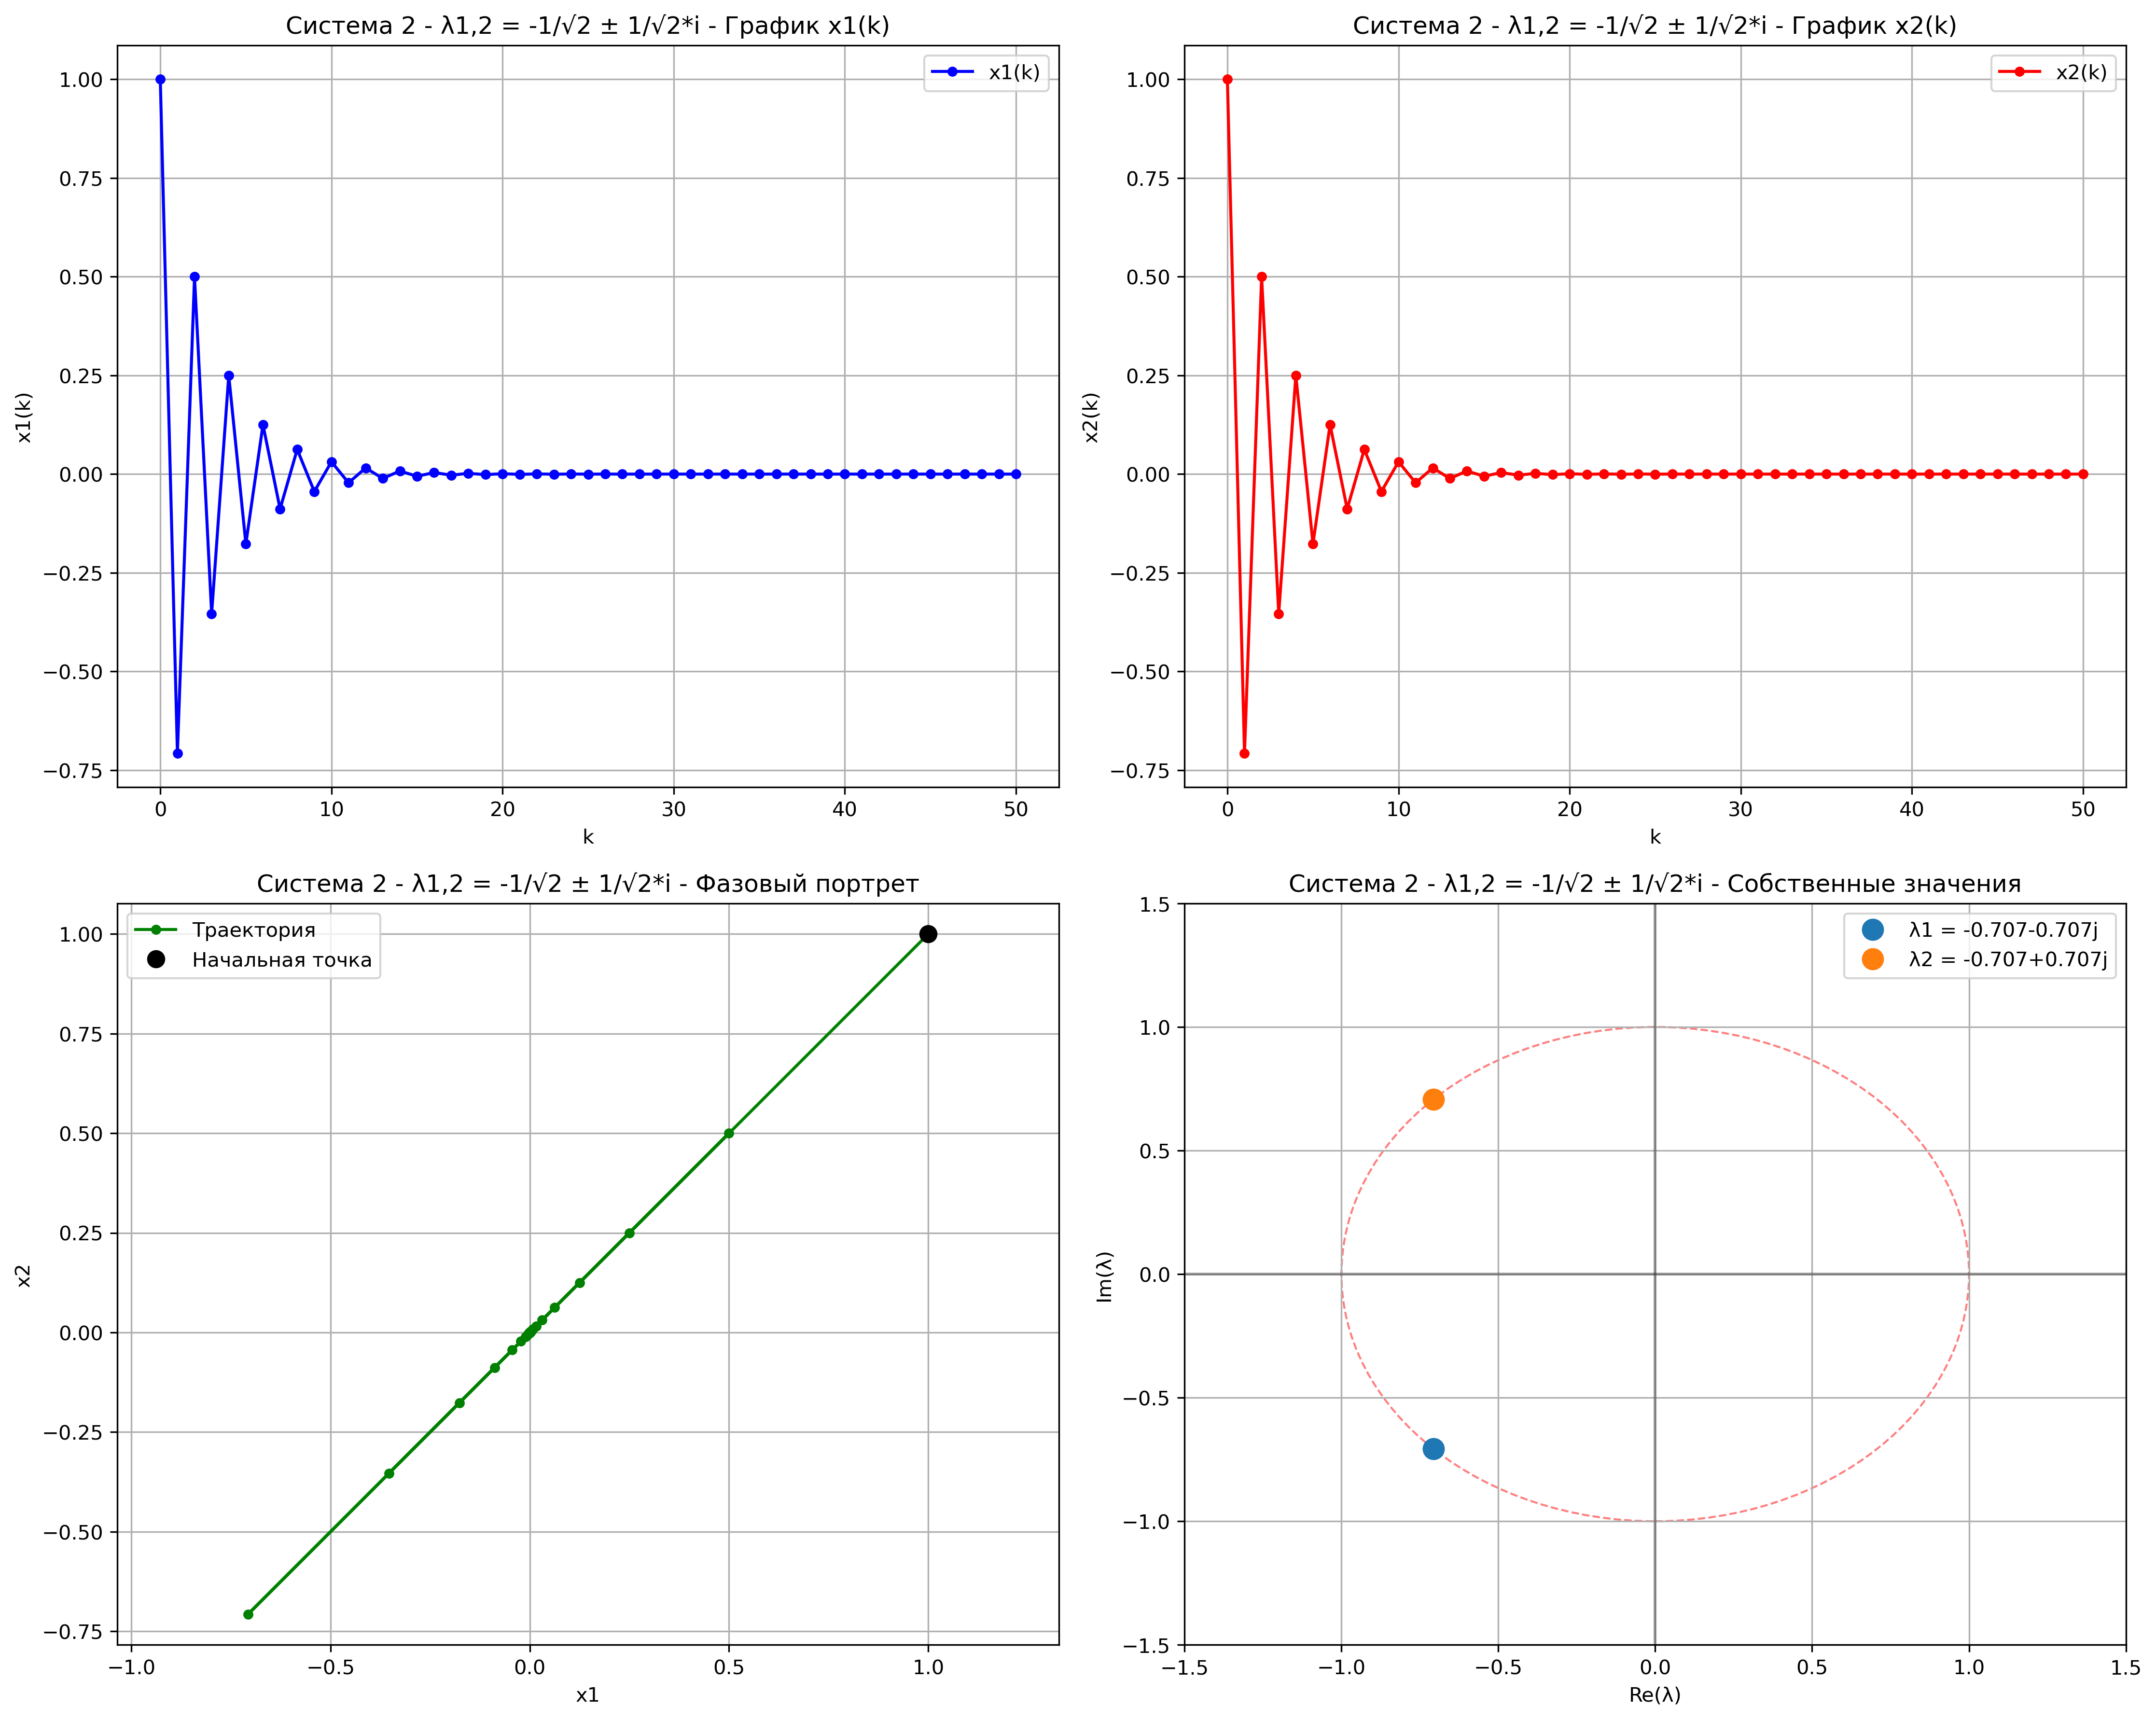 Система 2 - λ1,2 = -1/√2 ± 1/√2*i - График x1(k)
x1(k)
1.00
0.75
0.50
0.25
0.00
−0.25
−0.50
−0.75
x1(k)
0 10 20 30 40 50
k
Система 2 - λ1,2 = -1/√2 ± 1/√2*i - График x2(k)
x2(k)
1.00
0.75
0.50
0.25
0.00
−0.25
−0.50
−0.75
x2(k)
0 10 20 30 40 50
k
Система 2 - λ1,2 = -1/√2 ± 1/√2*i - Фазовый портрет
Траектория
Начальная точка
1.00
0.75
0.50
0.25
0.00
−0.25
−0.50
−0.75
x2
−1.0 −0.5 0.0 0.5 1.0
x1
Система 2 - λ1,2 = -1/√2 ± 1/√2*i - Собственные значения
λ1 = -0.707-0.707j
λ2 = -0.707+0.707j
1.5
1.0
0.5
0.0
−0.5
−1.0
−1.5
Im(λ)
−1.5 −1.0 −0.5 0.0 0.5 1.0 1.5
Re(λ)